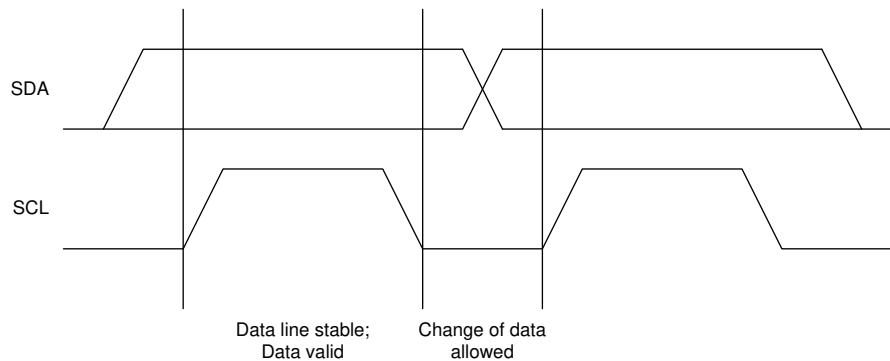 SDA
SCL
Data line stable;
Data valid
Change of data
allowed